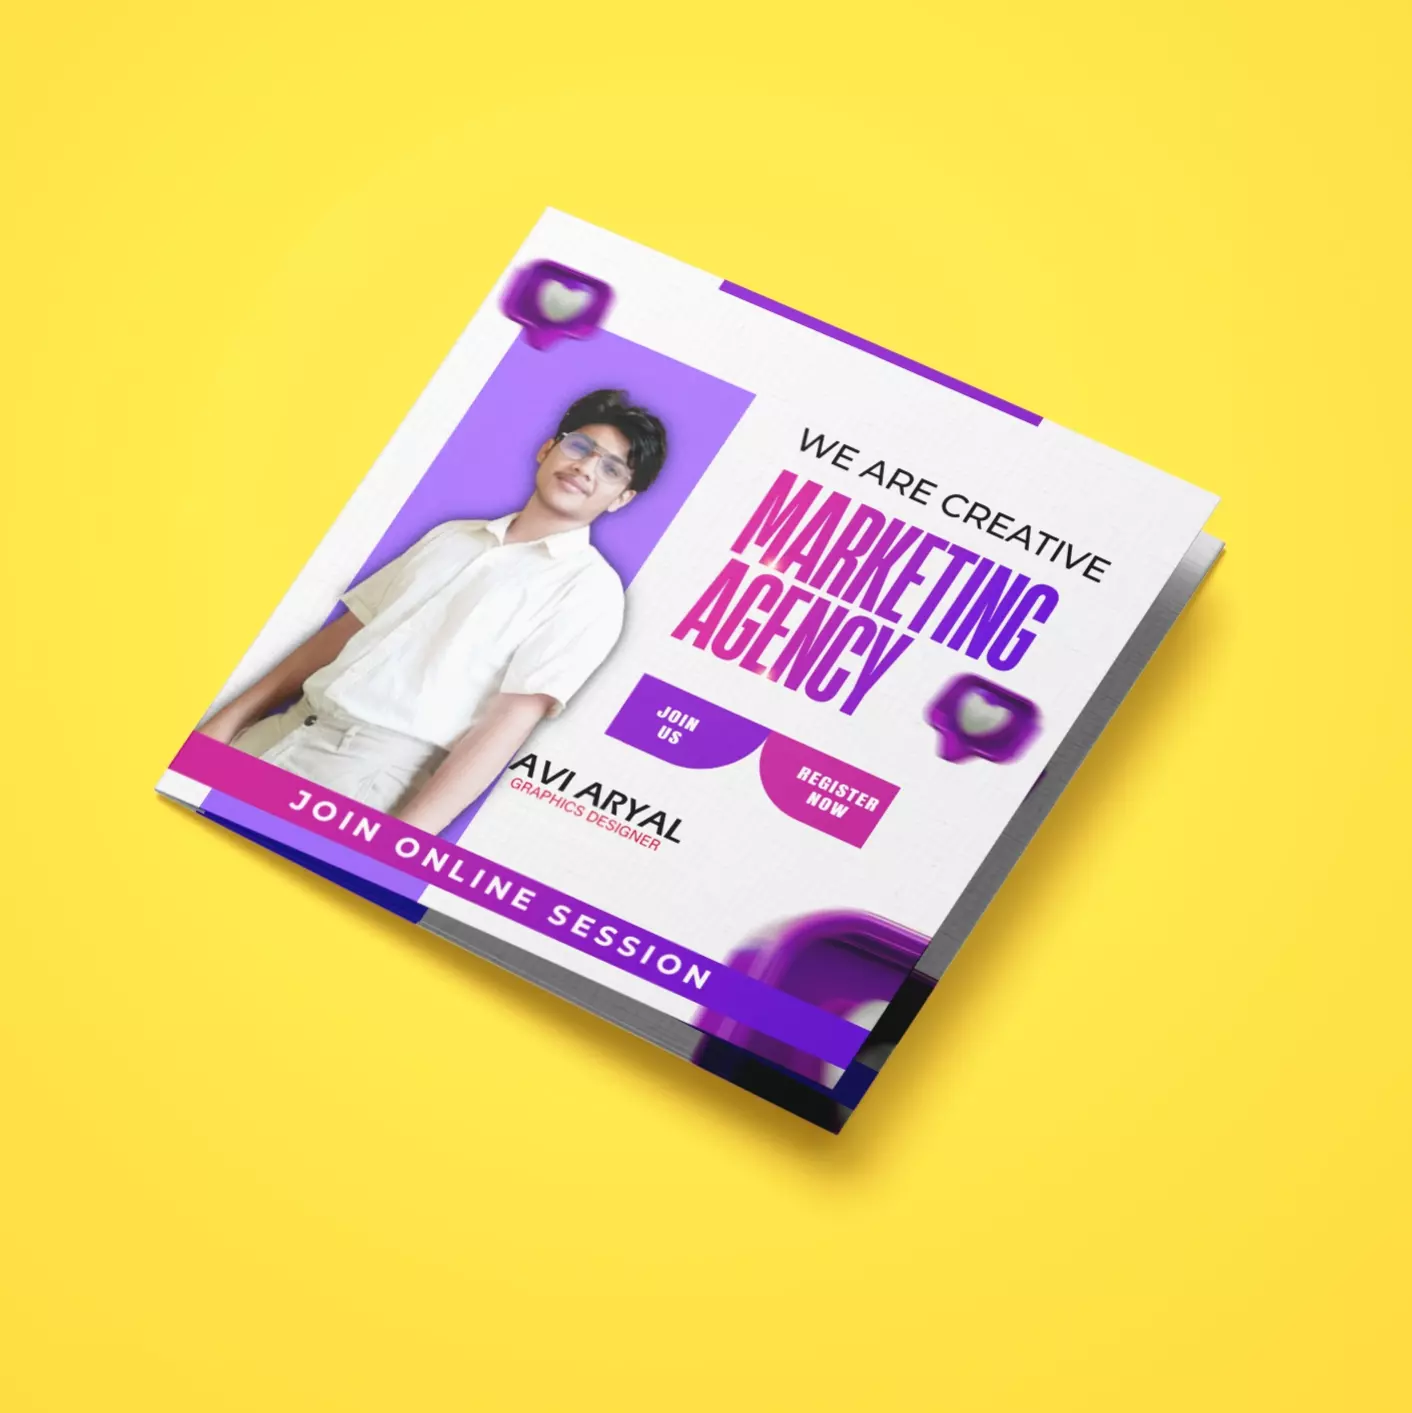 WE ARE CREATIVE
MARKETING
AGENCY
JOIN
US
REGISTER
NOW
AVI ARYAL
GRAPHICS DESIGNER
JOIN ONLINE SESSION